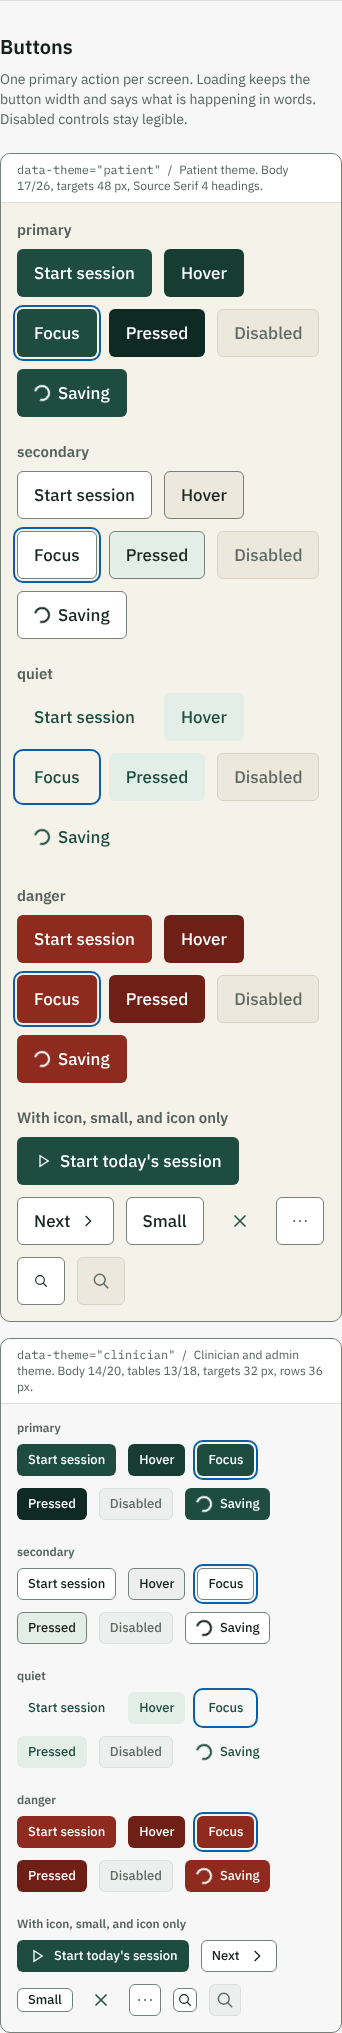 Buttons
One primary action per screen. Loading keeps the
button width and says what is happening in words.
Disabled controls stay legible.
data-theme="patient" / Patient theme. Body
17/26, targets 48 px, Source Serif 4 headings.
primary
Start session Hover
Focus Pressed Disabled
Saving
secondary
Start session Hover
Focus Pressed Disabled
Saving
quiet
Start session Hover
Focus Pressed Disabled
Saving
danger
Start session Hover
Focus Pressed Disabled
Saving
With icon, small, and icon only
Start today's session
Next Small
data-theme="clinician" / Clinician and admin
theme. Body 14/20, tables 13/18, targets 32 px, rows 36
px.
primary
Start session Hover Focus
Pressed Disabled Saving
secondary
Start session Hover Focus
Pressed Disabled Saving
quiet
Start session Hover Focus
Pressed Disabled Saving
danger
Start session Hover Focus
Pressed Disabled Saving
With icon, small, and icon only
Start today's session Next
Small